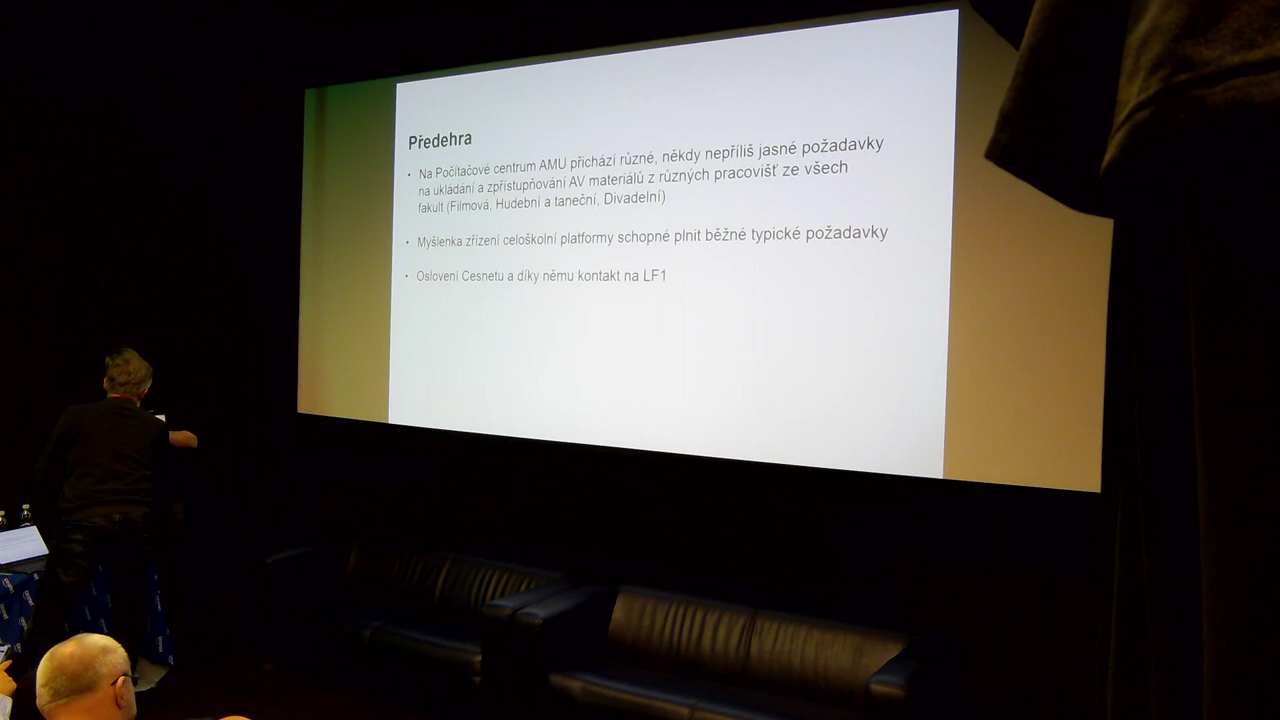 Předehra
• Na Počítačové centrum AMU přichází různé, někdy nepříliš jasné požadavky
na ukládání a zpřístupňování AV materiálů z různých pracovišť ze všech
fakult (Filmová, Hudební a taneční, Divadelní)
• Myšlenka zřízení celoškolní platformy schopné plnit běžné typické požadavky
• Oslovení Cesnetu a díky němu kontakt na LF1